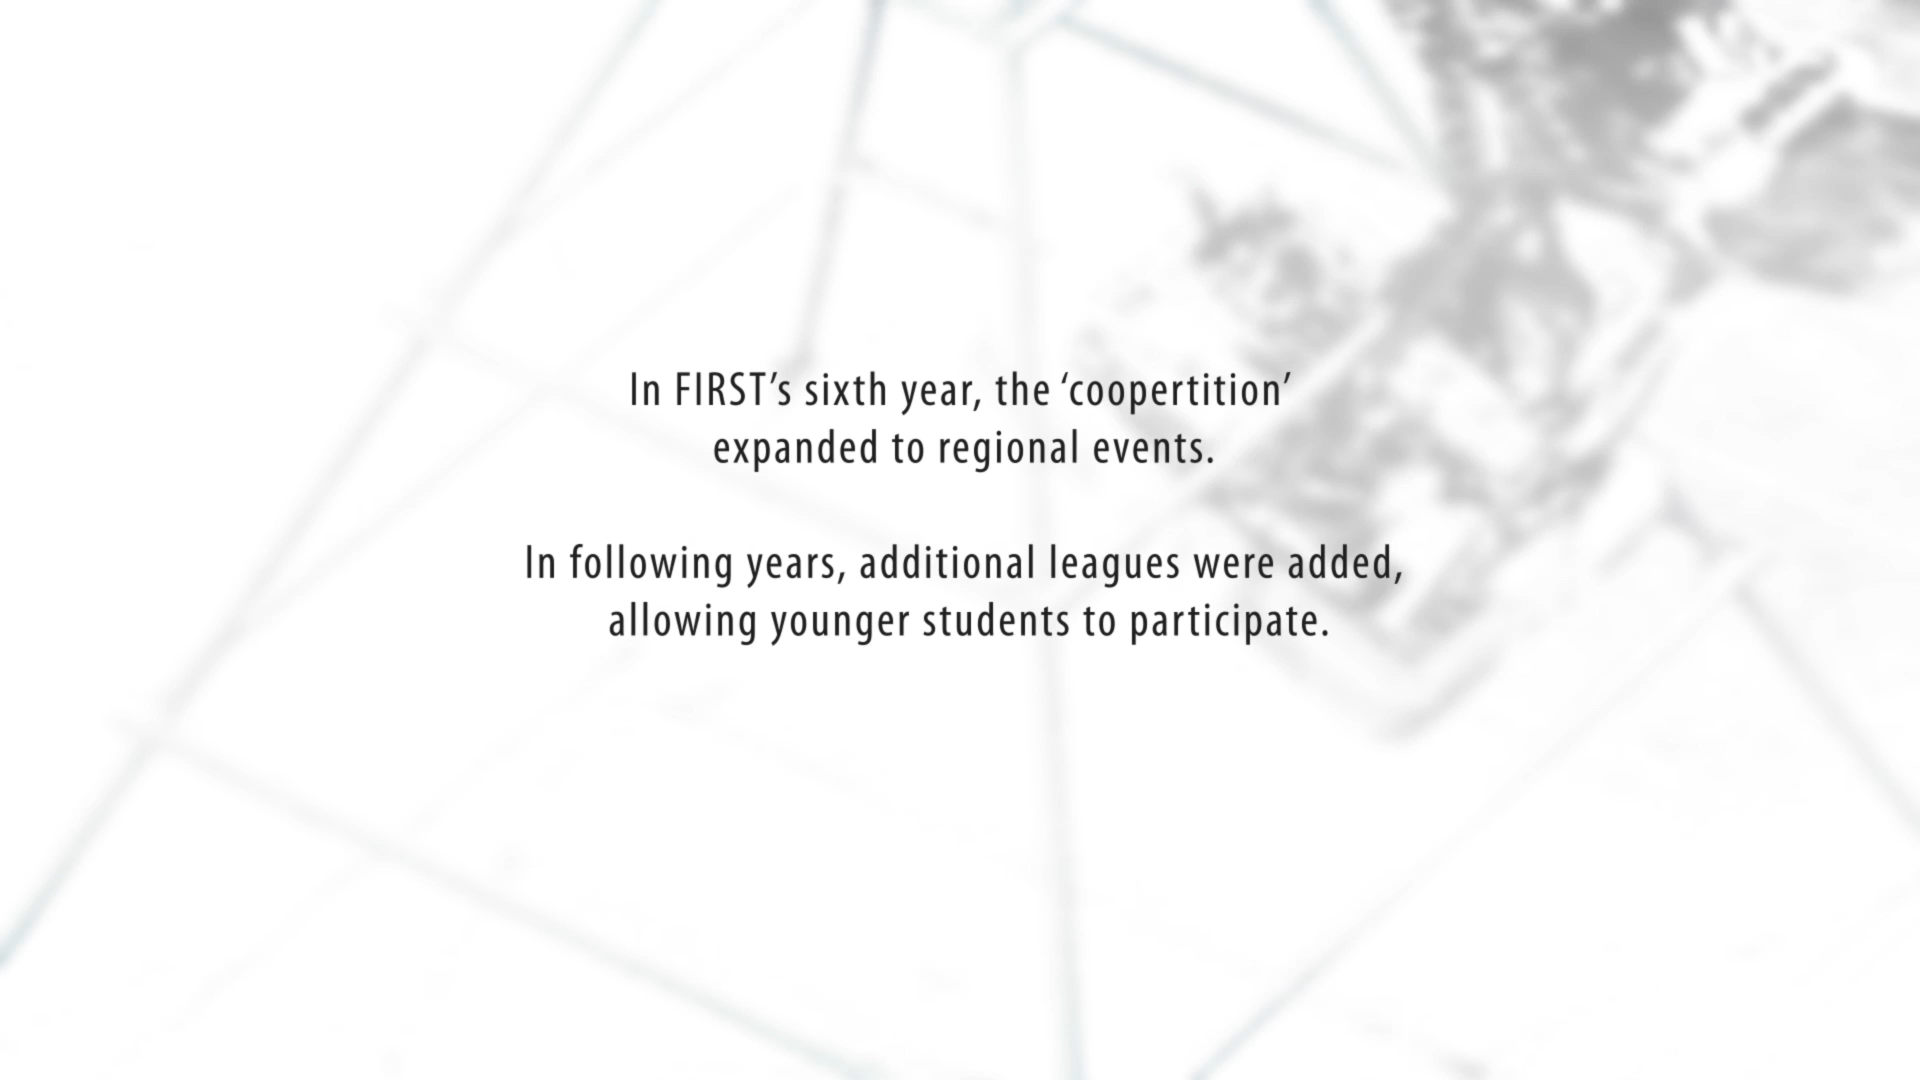 In FIRST’s sixth year, the ‘coopertition’
expanded to regional events.
In following years, additional leagues were added,
allowing younger students to participate.